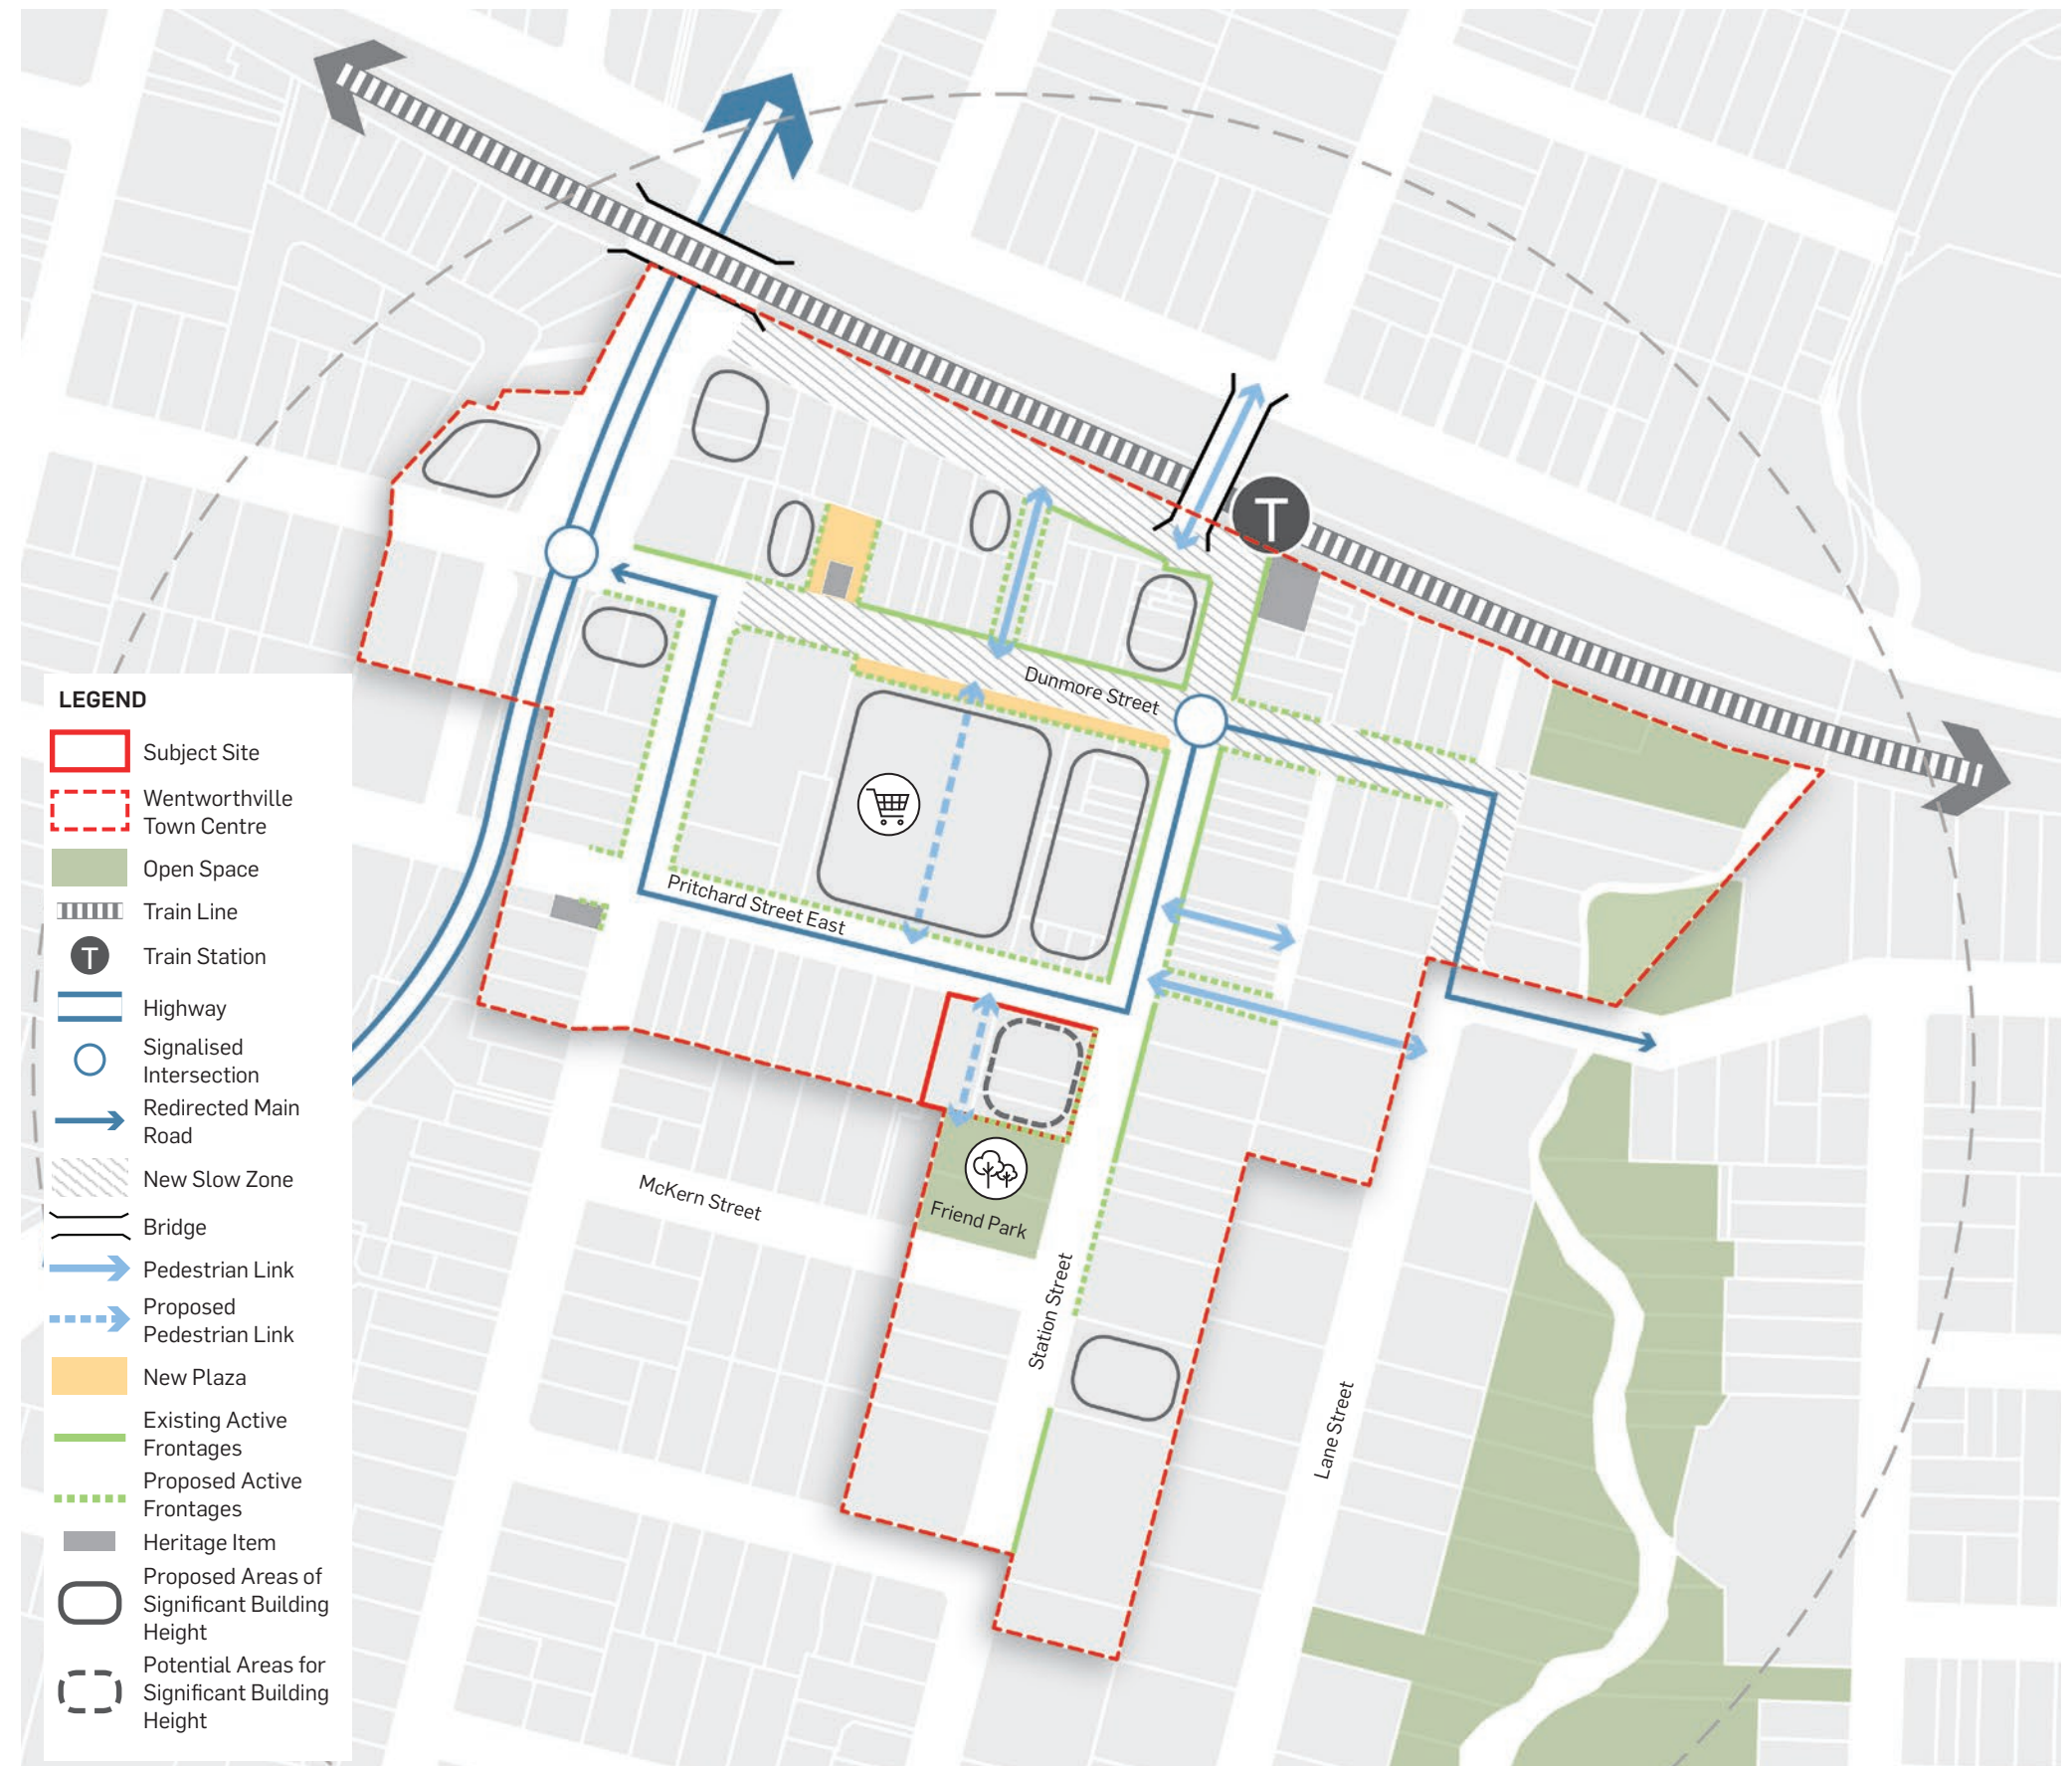 T
Dunmore Street
Pritchard Street East
McKern Street
Friend Park
Station Street
Lane Street
LEGEND
Subject Site
Wentworthville
Town Centre
Open Space
Train Line
T
Train Station
Highway
Signalised
Intersection
Redirected Main
Road
New Slow Zone
Bridge
Pedestrian Link
Proposed
Pedestrian Link
New Plaza
Existing Active
Frontages
Proposed Active
Frontages
Heritage Item
Proposed Areas of
Significant Building
Height
Potential Areas for
Significant Building
Height